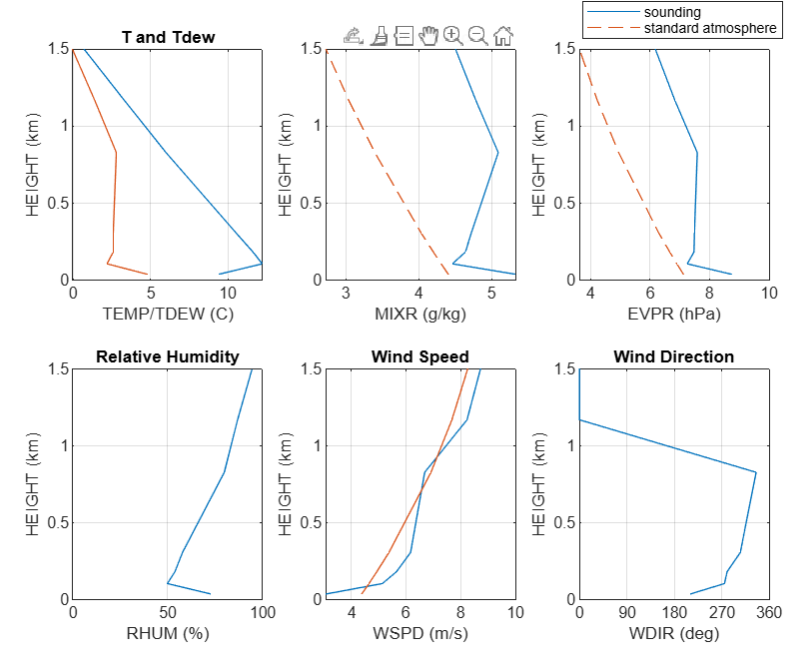 sounding
standard atmosphere
T and Tdew
1.5
1
0.5
0
HEIGHT (km)
0 5 10
TEMP/TDEW (C)
1.5
1
0.5
0
HEIGHT (km)
3 4 5
MIXR (g/kg)
1.5
1
0.5
0
HEIGHT (km)
4 6 8 10
EVPR (hPa)
Relative Humidity
1.5
1
0.5
0
HEIGHT (km)
0 50 100
RHUM (%)
Wind Speed
1.5
1
0.5
0
HEIGHT (km)
4 6 8 10
WSPD (m/s)
Wind Direction
1.5
1
0.5
0
HEIGHT (km)
0 90 180 270 360
WDIR (deg)